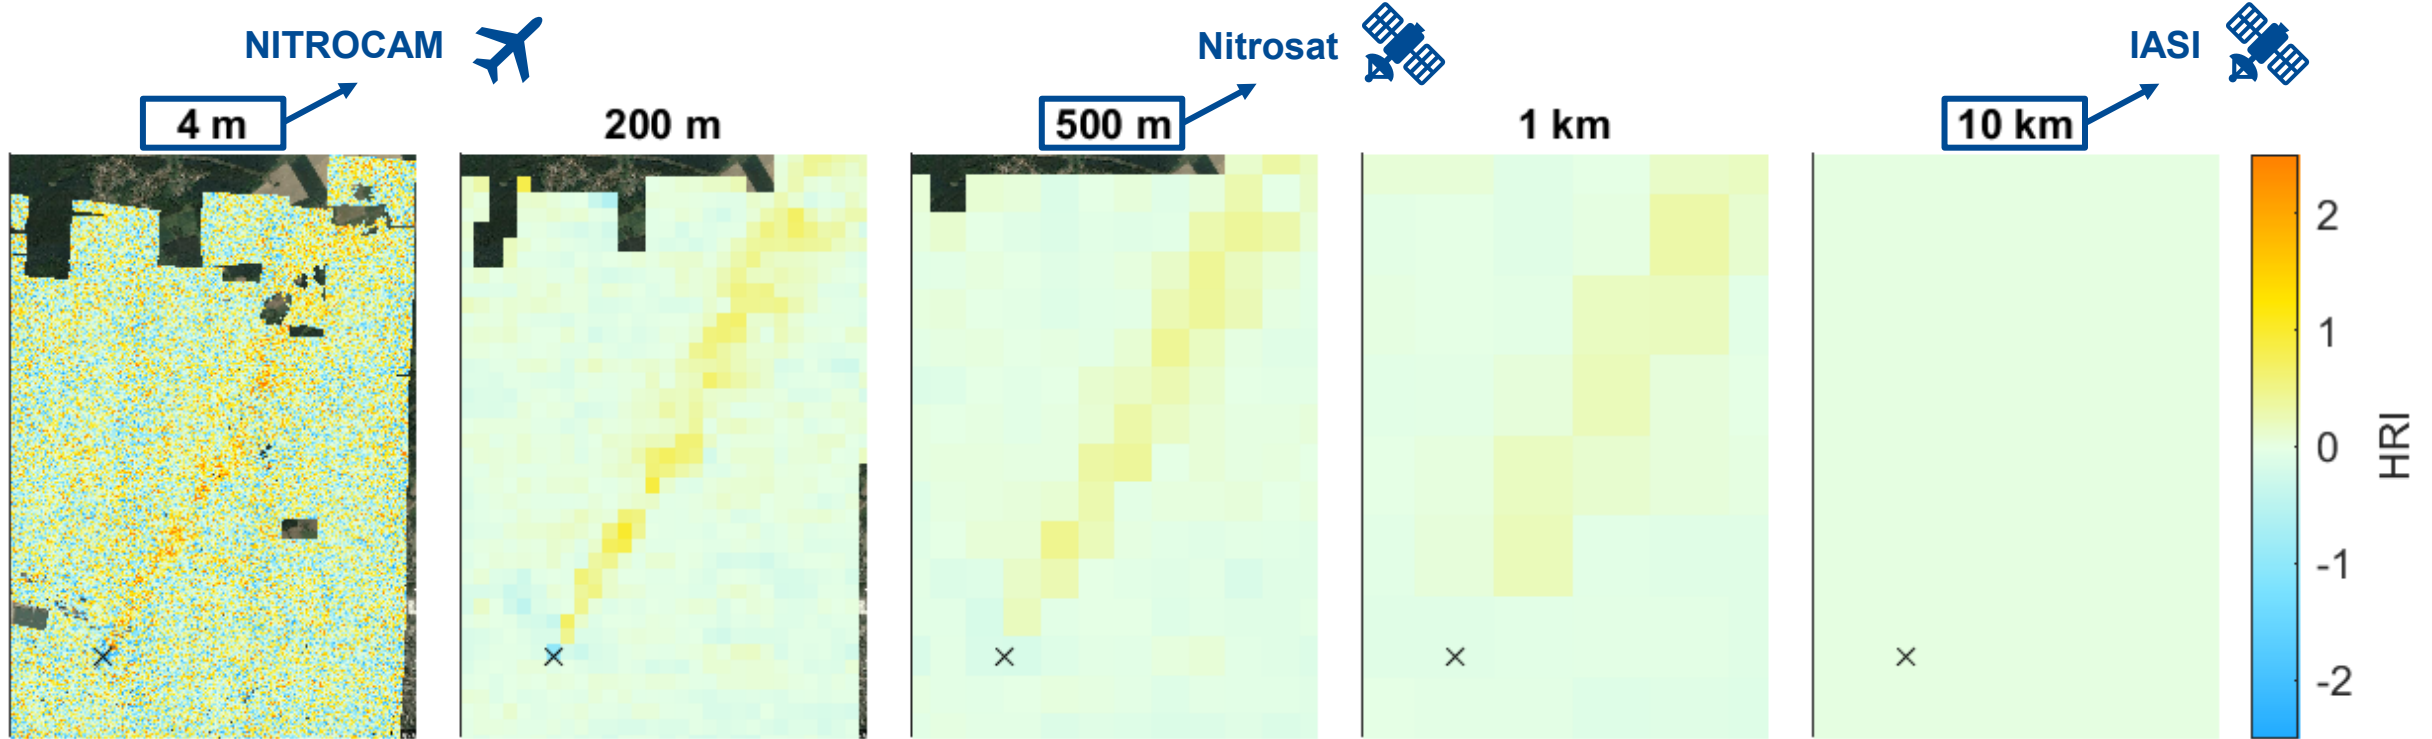 NITROCAM
Nitrosat
IASI
4 m
200 m
500 m
1 km
10 km
2
1
0
-1
-2
HRI